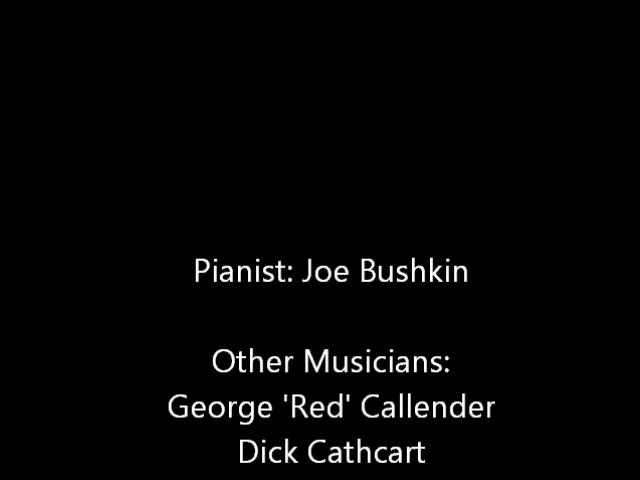 Pianist: Joe Bushkin
Other Musicians:
George 'Red' Callender
Dick Cathcart